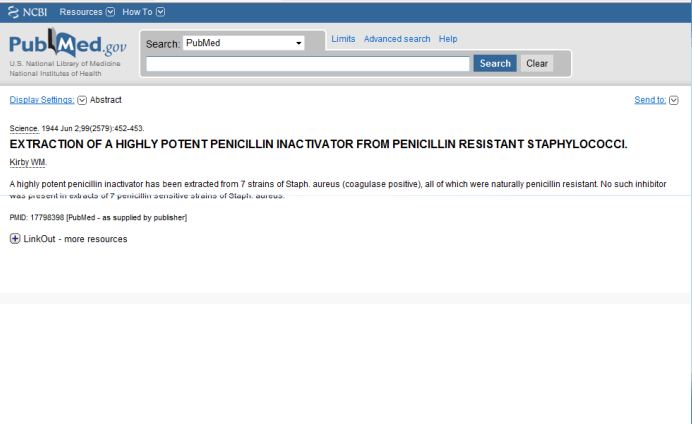 NCBI Resources How To
PubMed.gov
U.S. National Library of Medicine
National Institutes of Health
Search: PubMed
Limits Advanced search Help
Search Clear
Display Settings: Abstract Send to:
Science. 1944 Jun 2;99(2579):452-453.
EXTRACTION OF A HIGHLY POTENT PENICILLIN INACTIVATOR FROM PENICILLIN RESISTANT STAPHYLOCOCCI.
Kirby WM.
A highly potent penicillin inactivator has been extracted from 7 strains of Staph. aureus (coagulase positive), all of which were naturally penicillin resistant. No such inhibitor
was present in extracts of 7 penicillin sensitive strains of Staph. aureus.
PMID: 17798398 [PubMed - as supplied by publisher]
LinkOut - more resources